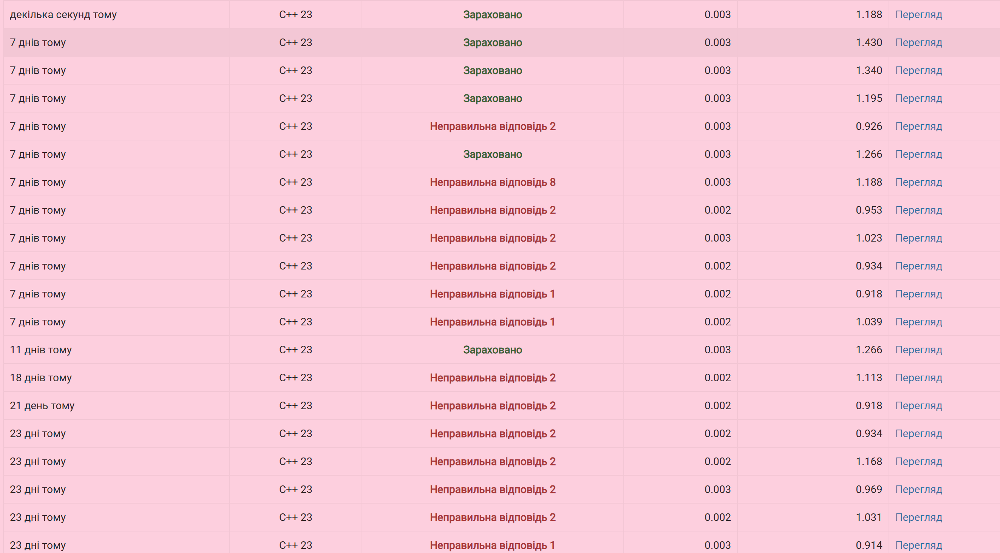 декілька секунд тому C++ 23 Зараховано 0.003 1.188 Перегляд
7 днів тому C++ 23 Зараховано 0.003 1.430 Перегляд
7 днів тому C++ 23 Зараховано 0.003 1.340 Перегляд
7 днів тому C++ 23 Зараховано 0.003 1.195 Перегляд
7 днів тому C++ 23 Неправильна відповідь 2 0.003 0.926 Перегляд
7 днів тому C++ 23 Зараховано 0.003 1.266 Перегляд
7 днів тому C++ 23 Неправильна відповідь 8 0.003 1.188 Перегляд
7 днів тому C++ 23 Неправильна відповідь 2 0.002 0.953 Перегляд
7 днів тому C++ 23 Неправильна відповідь 2 0.003 1.023 Перегляд
7 днів тому C++ 23 Неправильна відповідь 2 0.002 0.934 Перегляд
7 днів тому C++ 23 Неправильна відповідь 1 0.002 0.918 Перегляд
7 днів тому C++ 23 Неправильна відповідь 1 0.002 1.039 Перегляд
11 днів тому C++ 23 Зараховано 0.003 1.266 Перегляд
18 днів тому C++ 23 Неправильна відповідь 2 0.002 1.113 Перегляд
21 день тому C++ 23 Неправильна відповідь 2 0.002 0.918 Перегляд
23 дні тому C++ 23 Неправильна відповідь 2 0.002 0.934 Перегляд
23 дні тому C++ 23 Неправильна відповідь 2 0.002 1.168 Перегляд
23 дні тому C++ 23 Неправильна відповідь 2 0.003 0.969 Перегляд
23 дні тому C++ 23 Неправильна відповідь 2 0.002 1.031 Перегляд
23 дні тому C++ 23 Неправильна відповідь 1 0.003 0.914 Перегляд